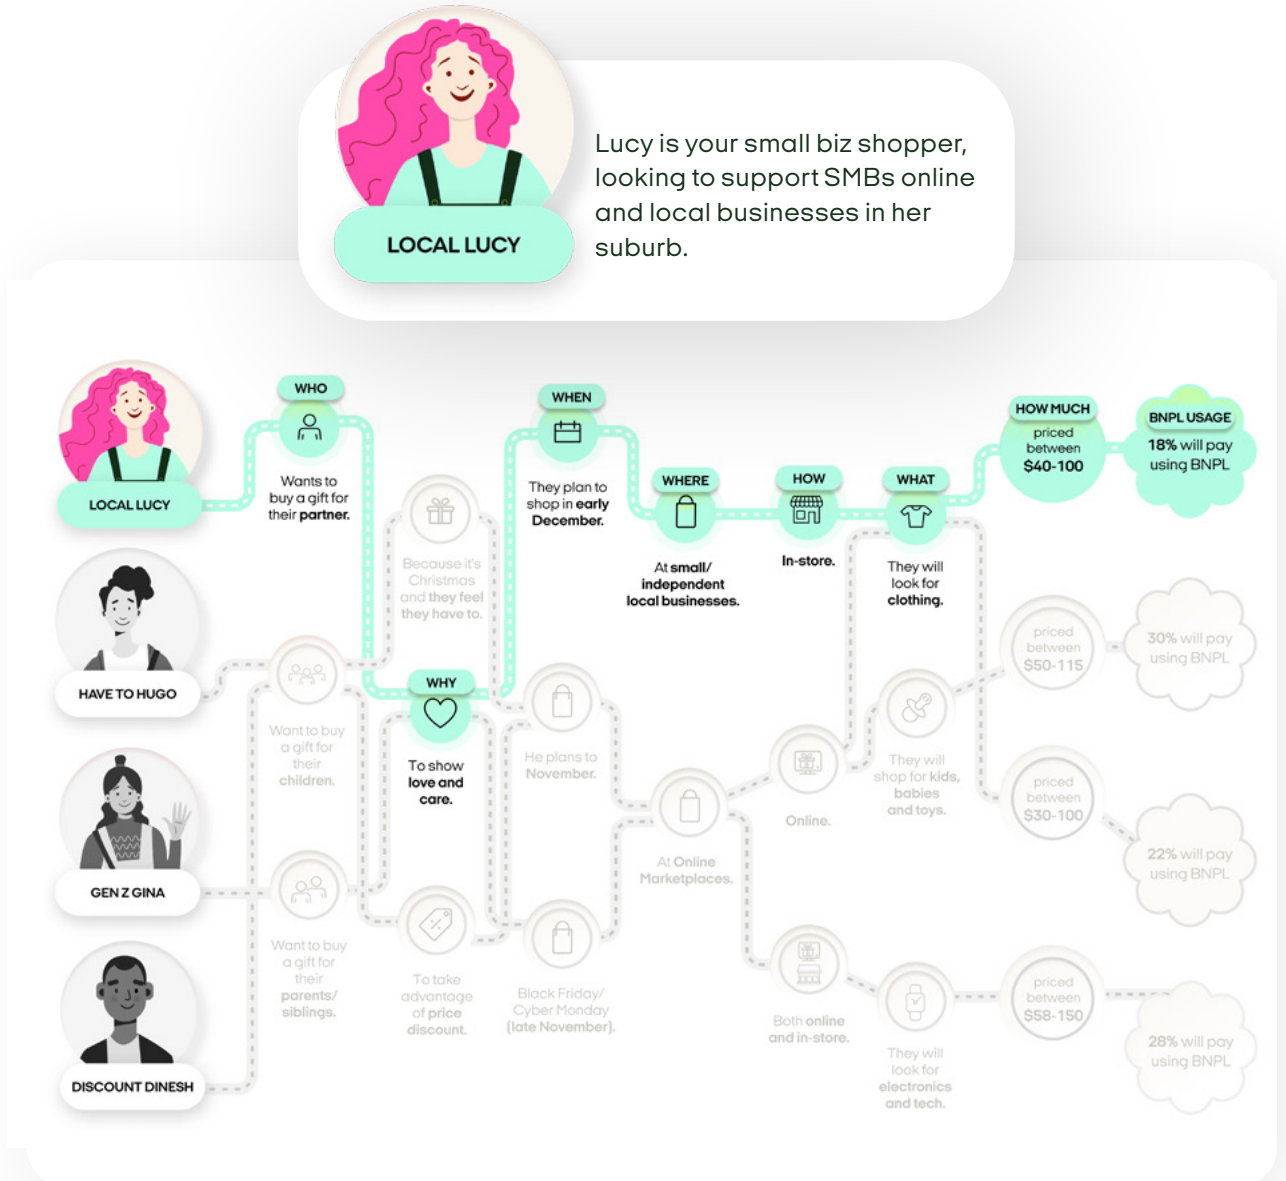 Lucy is your small biz shopper,
looking to support SMBs online
and local businesses in her
suburb.
LOCAL LUCY
LOCAL LUCY
WHO
Wants to
buy a gift for
their partner.
Because it's
Christmas
and they feel
they have to.
WHY
To show
love and
care.
WHEN
They plan to
shop in early
December.
WHERE
At small/
independent
local businesses.
HOW
In-store.
WHAT
They will
look for
clothing.
HOW MUCH
priced
between
$40-100
BNPL USAGE
18% will pay
using BNPL
HAVE TO HUGO
Want to buy
a gift for
their
children.
He plans to
November.
Online.
They will
shop for kids,
babies
and toys.
priced
between
$50-115
30% will pay
using BNPL
GEN Z GINA
Want to buy
a gift for
their
parents/
siblings.
At Online
Marketplaces.
priced
between
$30-100
22% will pay
using BNPL
DISCOUNT DINESH
To take
advantage
of price
discount.
Black Friday/
Cyber Monday
(late November).
Both online
and in-store.
They will
look for
electronics
and tech.
priced
between
$58-150
28% will pay
using BNPL